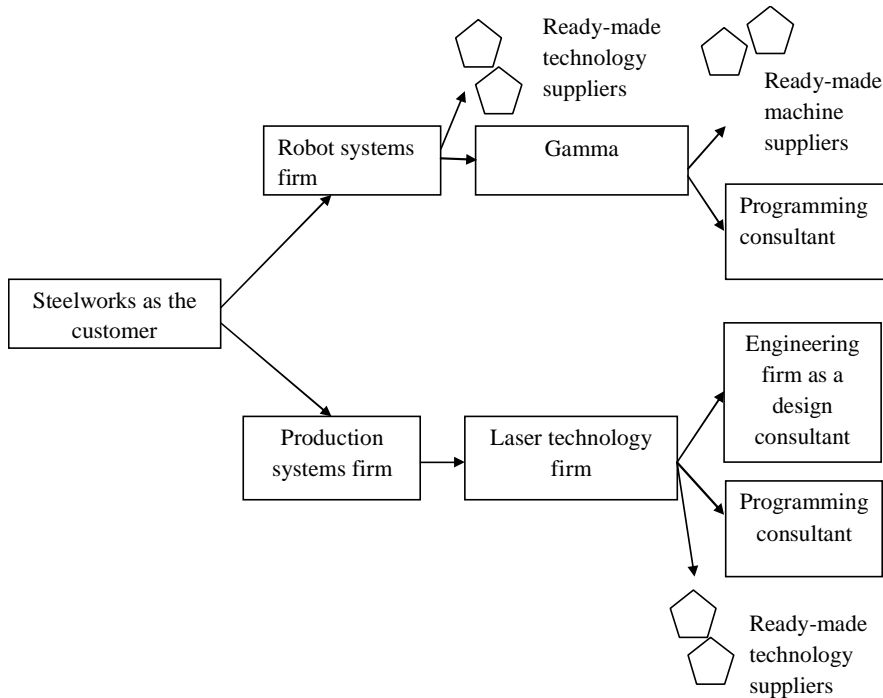 Ready-made
technology
suppliers
Ready-made
machine
suppliers
Robot systems
firm
Gamma
Programming
consultant
Steelworks as the
customer
Engineering
firm as a
design
consultant
Production
systems firm
Laser technology
firm
Programming
consultant
Ready-made
technology
suppliers